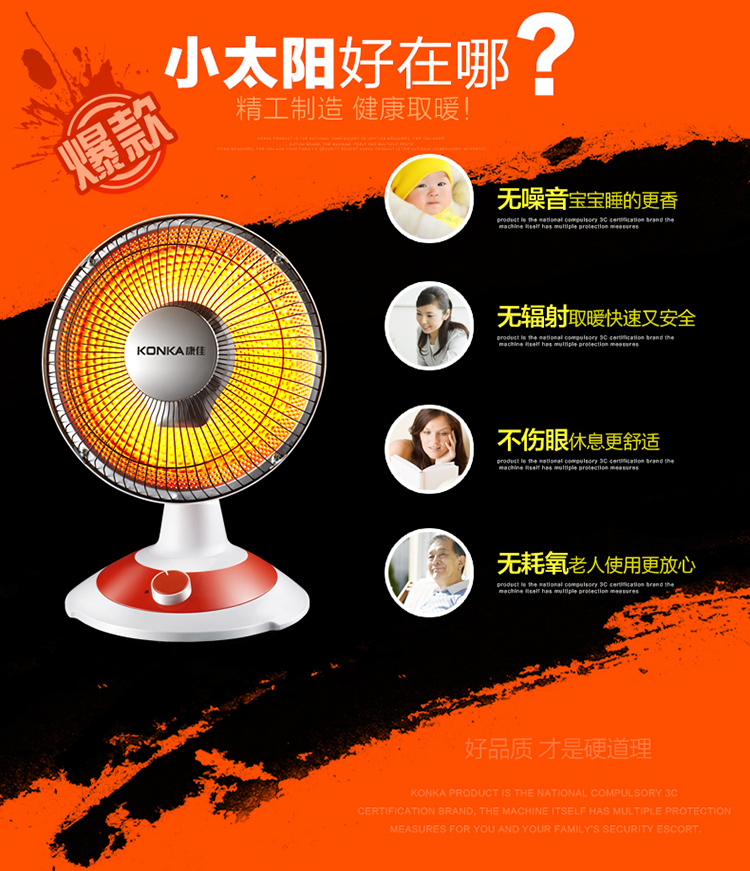 小太阳好在哪?
精工制造 健康取暖!
爆款
KONKA康佳
无噪音宝宝睡的更香
product is the national compulsory 3C certification brand the
machine itself has multiple protection measures
无辐射取暖快速又安全
product is the national compulsory 3C certification brand the
machine itself has multiple protection measures
不伤眼休息更舒适
product is the national compulsory 3C certification brand the
machine itself has multiple protection measures
无耗氧老人使用更放心
product is the national compulsory 3C certification brand the
machine itself has multiple protection measures
好品质 才是硬道理
KONKA PRODUCT IS THE NATIONAL COMPULSORY 3C
CERTIFICATION BRAND, THE MACHINE ITSELF HAS MULTIPLE PROTECTION
MEASURES FOR YOU AND YOUR FAMILY'S SECURITY ESCORT.